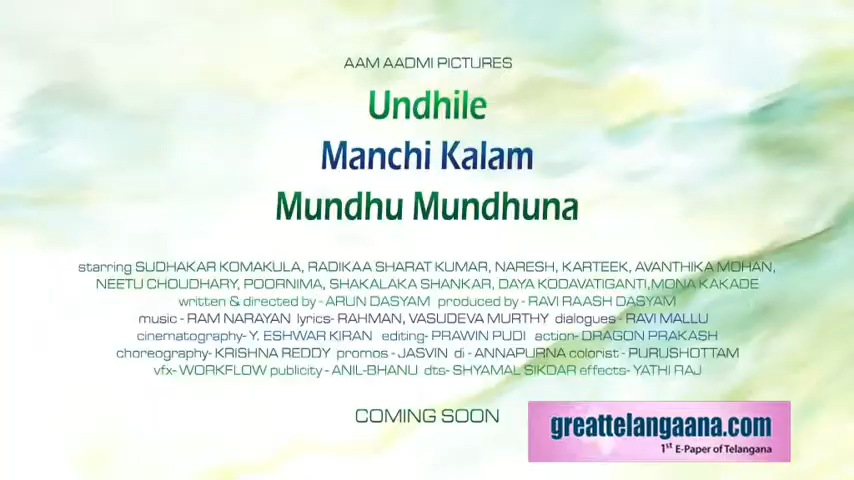 AAM AADMI PICTURES
Undhile
Manchi Kalam
Mundhu Mundhuna
starring SUDHAKAR KOMAKULA, RADIKAA SHARAT KUMAR, NARESH, KARTEEK, AVANTHIKA MOHAN,
NEETU CHOUDHARY, POORNIMA, SHAKALAKA SHANKAR, DAYA KODAVATIGANTI,MONA KAKADE
written & directed by - ARUN DASYAM produced by - RAVI RAASH DASYAM
music - RAM NARAYAN lyrics- RAHMAN, VASUDEVA MURTHY dialogues - RAVI MALLU
cinematography- Y. ESHWAR KIRAN editing- PRAWIN PUDI action- DRAGON PRAKASH
choreography- KRISHNA REDDY promos - JASVIN di - ANNAPURNA colorist - PURUSHOTTAM
vfx- WORKFLOW publicity - ANIL-BHANU dts- SHYAMAL SIKDAR effects- YATHI RAJ
COMING SOON
greattelangaana.com
1st E-Paper of Telangana